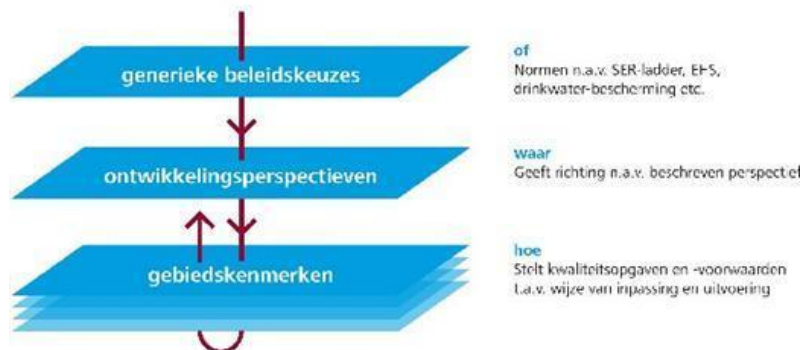 generieke beleidskeuzes
of
Normen n.a.v. SER-ladder, EHS,
drinkwater-bescherming etc.
ontwikkelingsperspectieven
waar
Geeft richting n.a.v. beschreven perspectief
gebiedskenmerken
hoe
Stelt kwaliteitsopgaven en -voorwaarden
t.a.v. wijze van inpassing en uitvoering